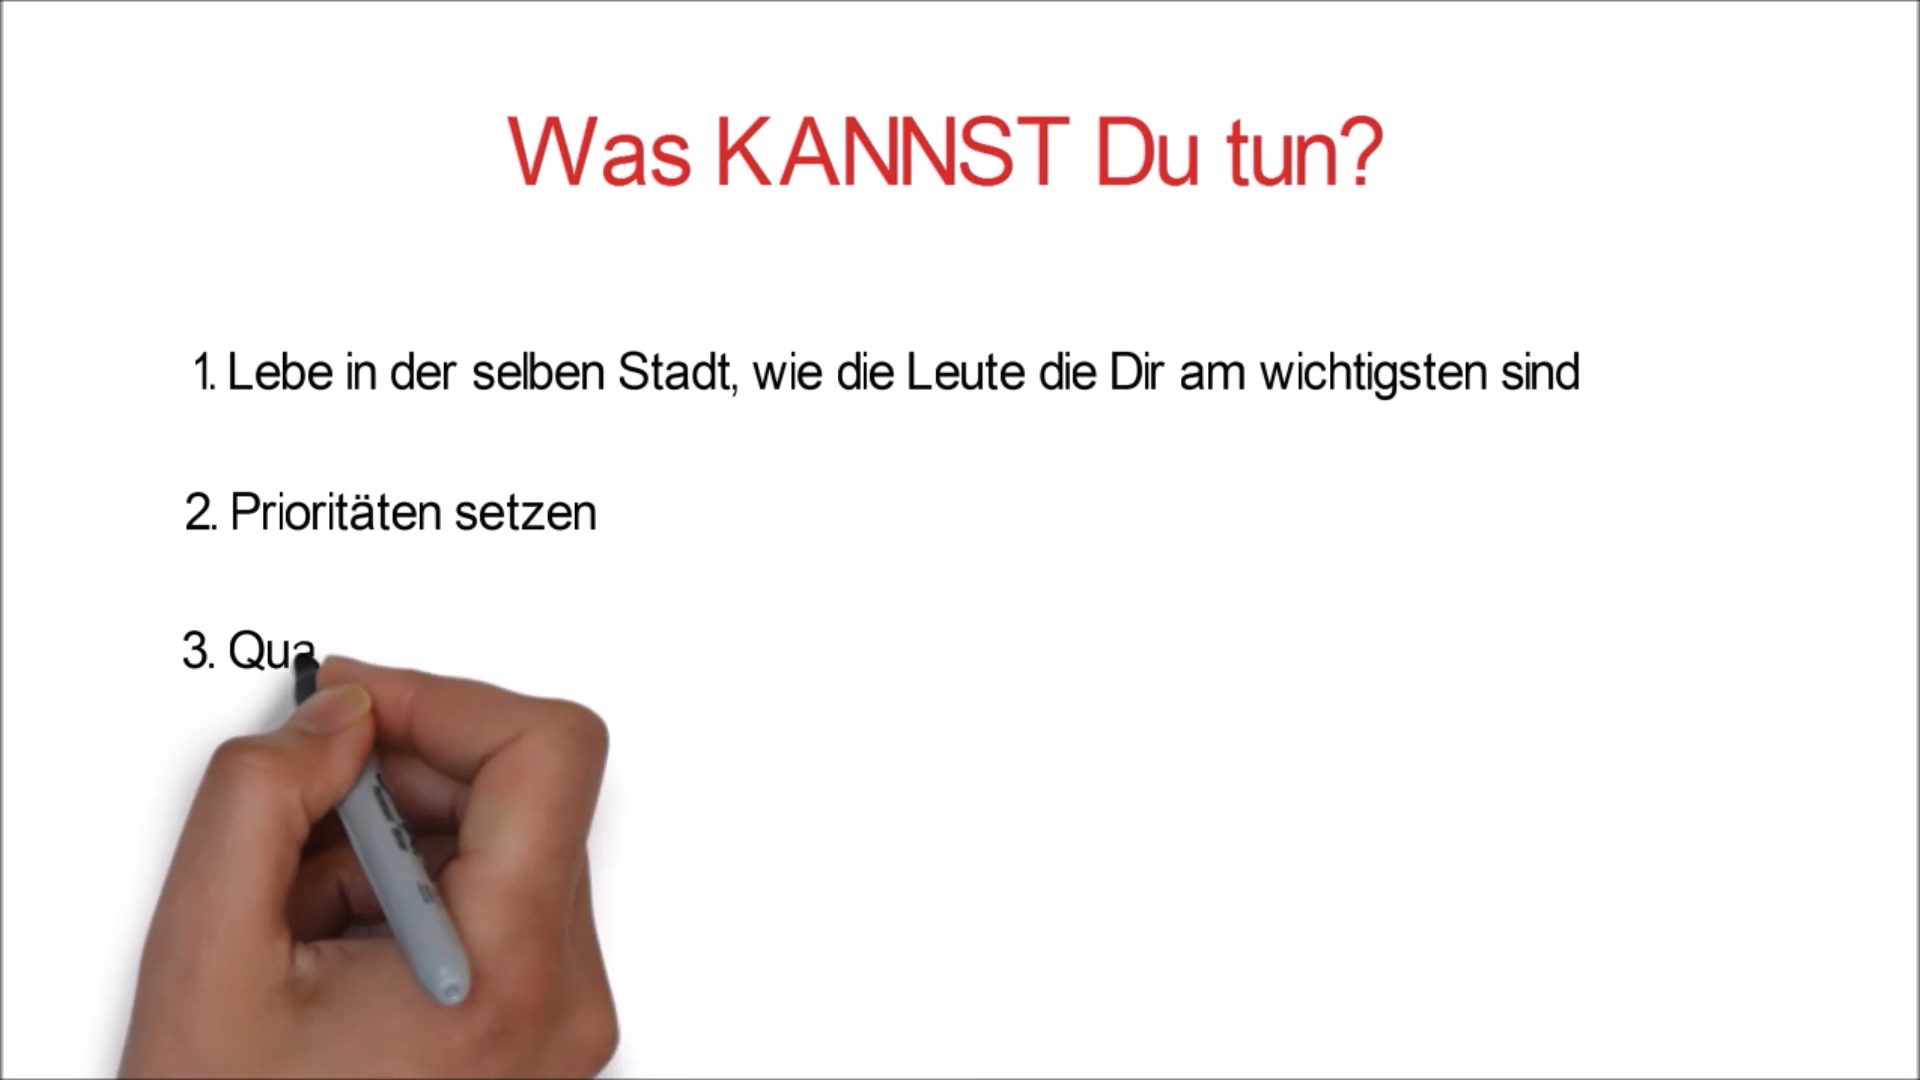 Was KANNST Du tun?
1. Lebe in der selben Stadt, wie die Leute die Dir am wichtigsten sind
2. Prioritäten setzen
3. Qua